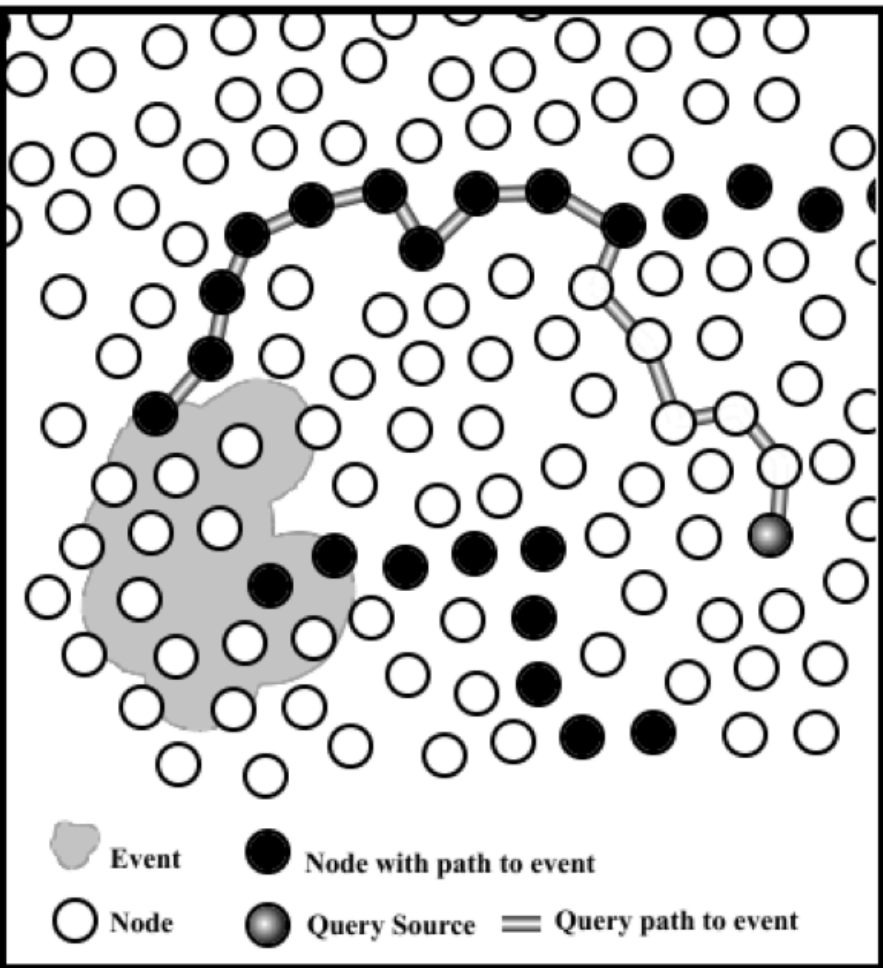 Event
Node with path to event
Node
Query Source
Query path to event